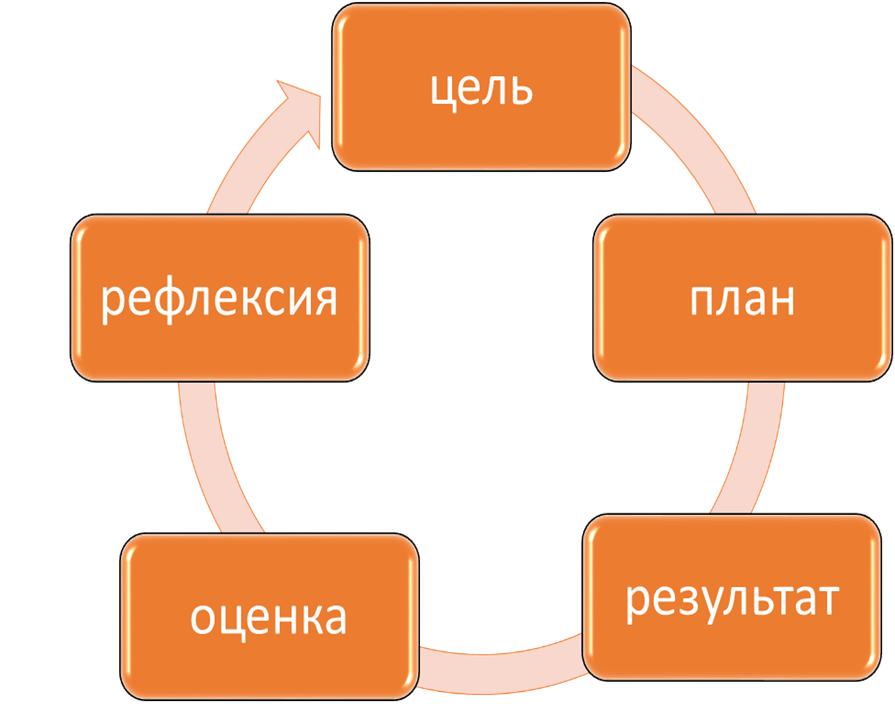 цель
план
результат
оценка
рефлексия